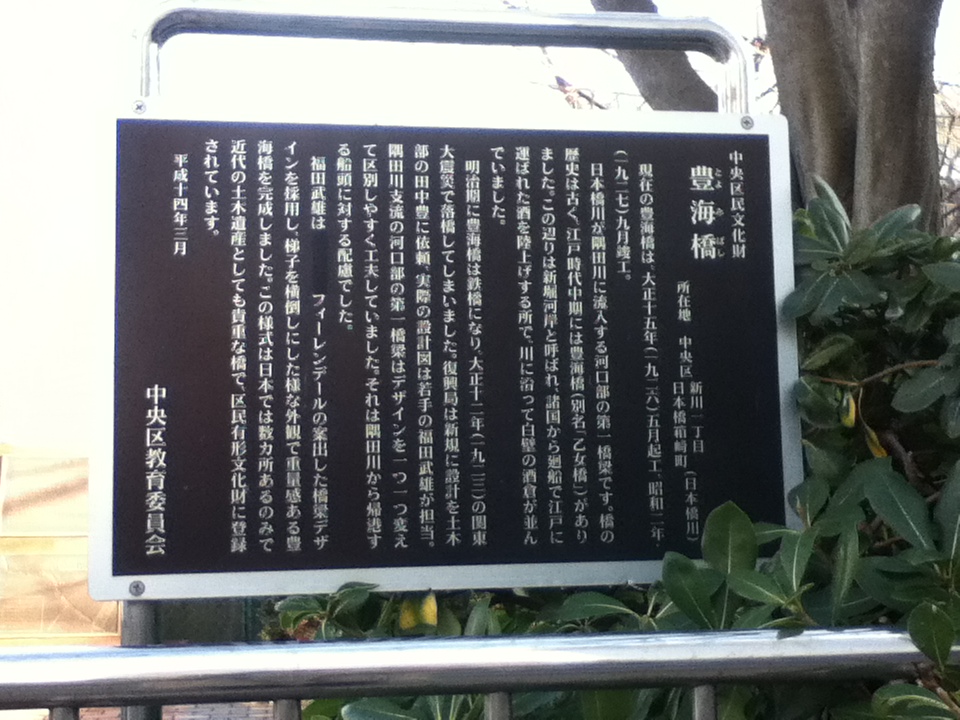 中央区民文化財
豊海橋
とよみばし
所在地 中央区 新川一丁目
日本橋箱崎町(日本橋川)
現在の豊海橋は、大正十五年(一九二六)五月起工、昭和二年
(一九二七)九月竣工。
日本橋川が隅田川に流入する河口部の第一橋梁です。橋の
歴史は古く、江戸時代中期には豊海橋(別名「乙女橋」)があり
ました。この辺りは新堀河岸と呼ばれ、諸国から廻船で江戸に
運ばれた酒を陸上げする所で、川に沿って白壁の酒倉が並ん
でいました。
明治期に豊海橋は鉄橋になり、大正十二年(一九二三)の関東
大震災で落橋してしまいました。復興局は新規に設計を土木
部の田中豊に依頼、実際の設計図は若手の福田武雄が担当。
隅田川支流の河口部の第一橋梁はデザインを一つ一つ変え
て区別しやすく工夫していました。それは隅田川から帰港す
る船頭に対する配慮でした。
福田武雄は フィーレンデールの案出した橋梁デザ
インを採用し、梯子を横倒しにした様な外観で重量感ある豊
海橋を完成しました。この様式は日本では数カ所あるのみで
近代の土木遺産としても貴重な橋で、区民有形文化財に登録
されています。
平成十四年三月
中央区教育委員会